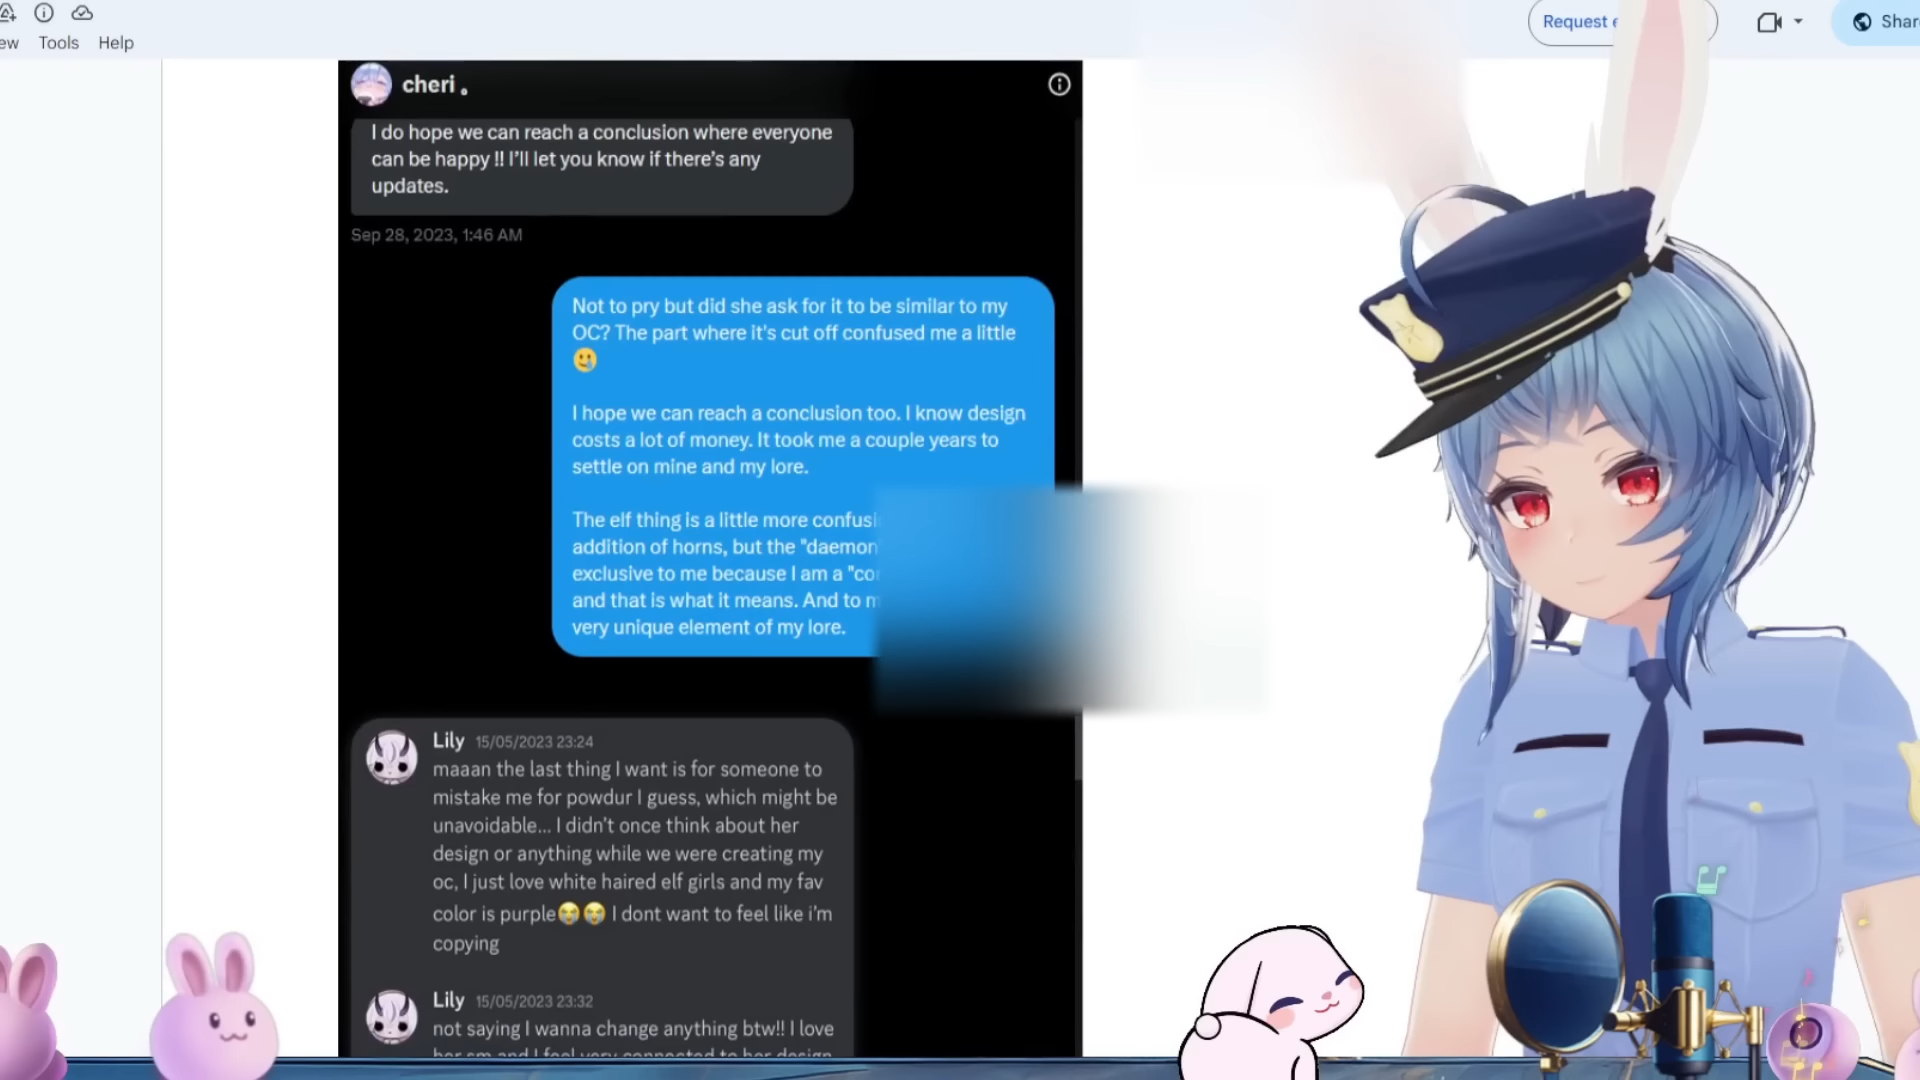 Tools Help
Request
Shar
cheri 。
I do hope we can reach a conclusion where everyone
can be happy !! I’ll let you know if there’s any
updates.
Sep 28, 2023, 1:46 AM
Not to pry but did she ask for it to be similar to my
OC? The part where it's cut off confused me a little
🥲
I hope we can reach a conclusion too. I know design
costs a lot of money. It took me a couple years to
settle on mine and my lore.
The elf thing is a little more
addition of horns, but the "daemon
exclusive to me because I am a
and that is what it means. And to
very unique element of my lore.
Lily 15/05/2023 23:24
maaan the last thing I want is for someone to
mistake me for powdur I guess, which might be
unavoidable... I didn't once think about her
design or anything while we were creating my
oc, I just love white haired elf girls and my fav
color is purple😭😭 I dont want to feel like i'm
copying
Lily 15/05/2023 23:32
not saying I wanna change anything btw!! I love
her sm and I feel very connected to her design